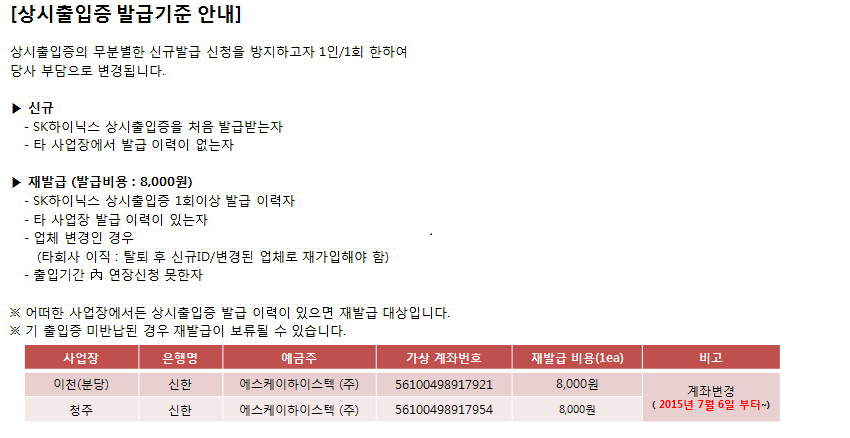 [상시출입증 발급기준 안내]
상시출입증의 무분별한 신규발급 신청을 방지하고자 1인/1회 한하여
당사 부담으로 변경됩니다.
▶ 신규
- SK하이닉스 상시출입증을 처음 발급받는자
- 타 사업장에서 발급 이력이 없는자
▶ 재발급 (발급비용 : 8,000원)
- SK하이닉스 상시출입증 1회이상 발급 이력자
- 타 사업장 발급 이력이 있는자
- 업체 변경인 경우
(타회사 이직 : 탈퇴 후 신규ID/변경된 업체로 재가입해야 함)
- 출입기간 內 연장신청 못한자
※ 어떠한 사업장에서든 상시출입증 발급 이력이 있으면 재발급 대상입니다.
※ 기 출입증 미반납된 경우 재발급이 보류될 수 있습니다.
사업장 은행명 예금주 가상 계좌번호 재발급 비용(1ea) 비고
이천(분당) 신한 에스케이하이스텍 (주) 56100498917921 8,000원
청주 신한 에스케이하이스텍 (주) 56100498917954 8,000원
계좌변경
( 2015년 7월 6일 부터~)